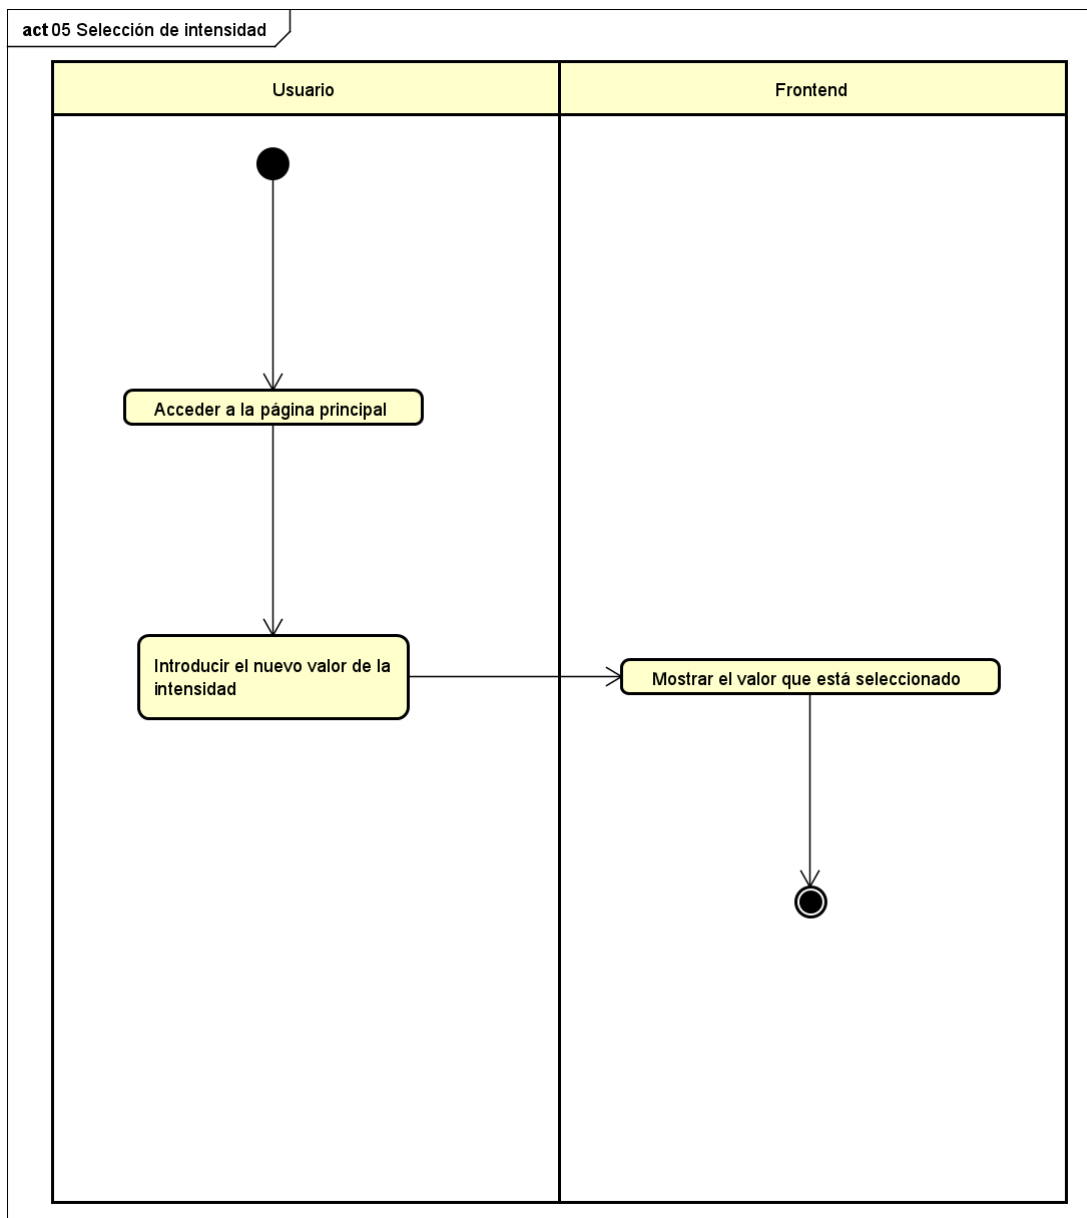 act 05 Selección de intensidad
Usuario
Frontend
Acceder a la página principal
Introducir el nuevo valor de la
intensidad
Mostrar el valor que está seleccionado